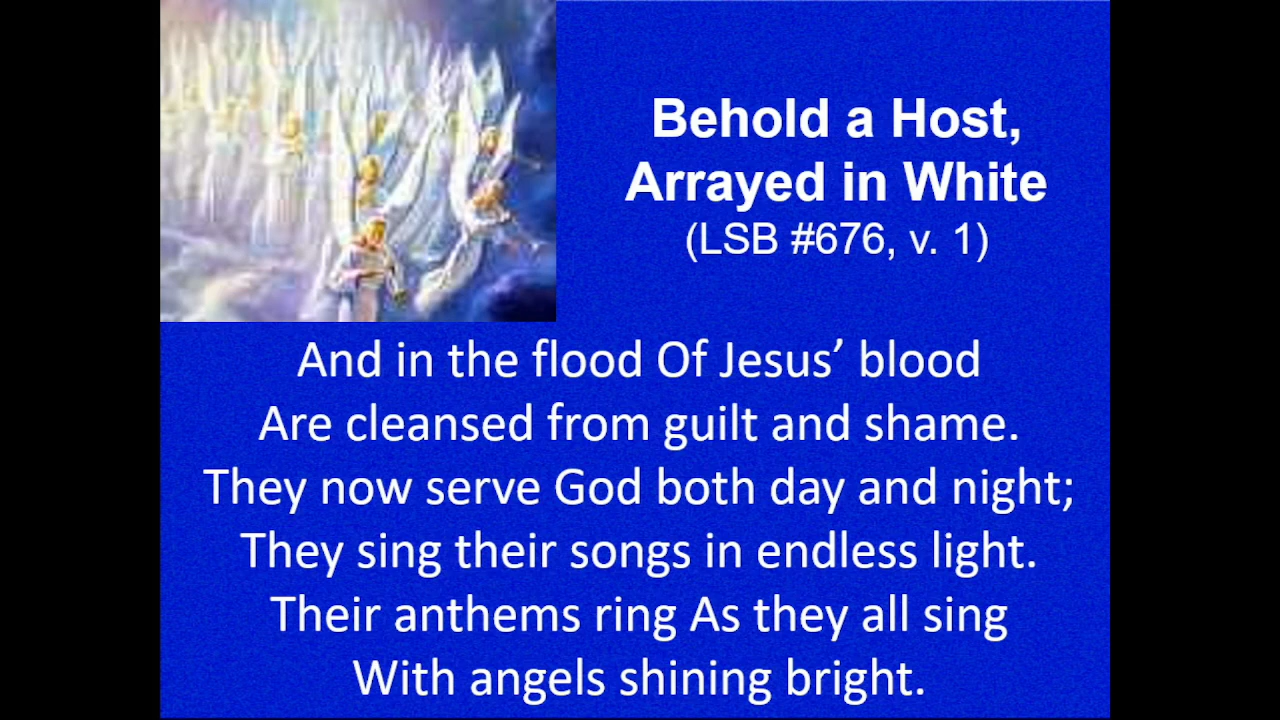 Behold a Host,
Arrayed in White
(LSB #676, v. 1)
And in the flood Of Jesus’ blood
Are cleansed from guilt and shame.
They now serve God both day and night;
They sing their songs in endless light.
Their anthems ring As they all sing
With angels shining bright.